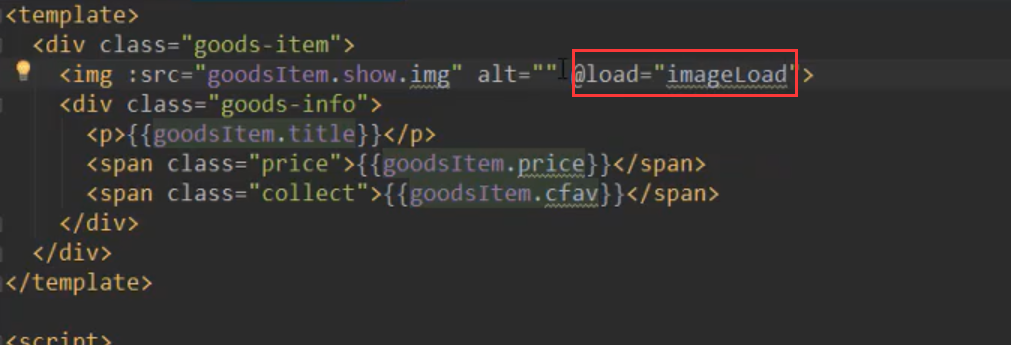 <template>
<div class="goods-item">
<img :src="goodsItem.show.img" alt="" @load="imageLoad">
<div class="goods-info">
<p>{{goodsItem.title}}</p>
<span class="price">{{goodsItem.price}}</span>
<span class="collect">{{goodsItem.cfav}}</span>
</div>
</div>
</template>
<script>